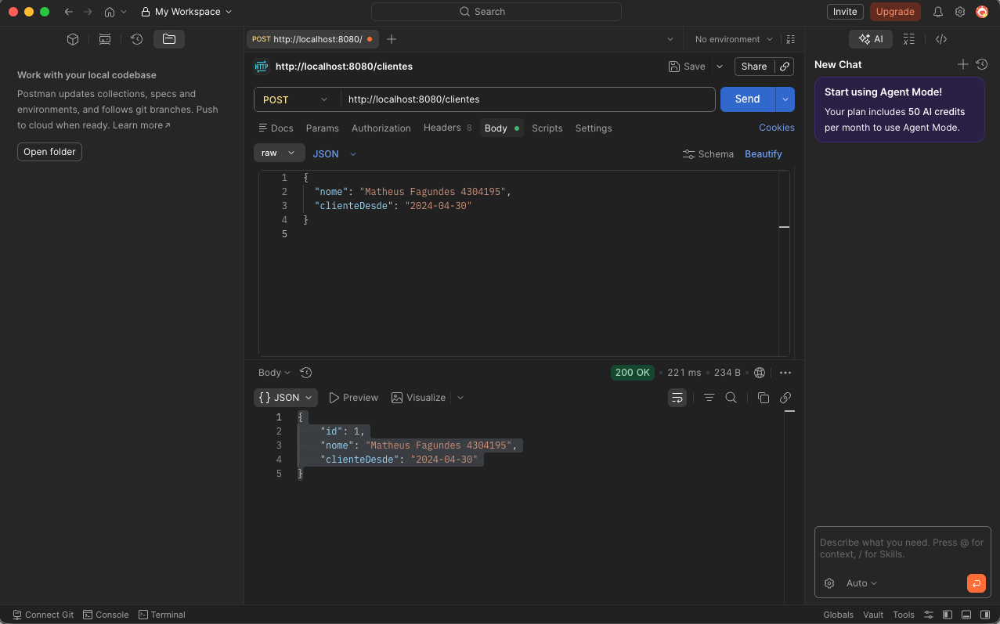 My Workspace
Search
Invite
Upgrade
POST http://localhost:8080/
No environment
AI
Work with your local codebase
Postman updates collections, specs and
environments, and follows git branches. Push
to cloud when ready. Learn more↗
Open folder
HTTP http://localhost:8080/clientes
Save
Share
POST http://localhost:8080/clientes
Send
Docs Params Authorization Headers 8 Body Scripts Settings Cookies
raw JSON Schema Beautify
1 {
2 "nome": "Matheus Fagundes 4304195",
3 "clienteDesde": "2024-04-30"
4 }
5
Body 200 OK • 221 ms • 234 B •
{} JSON Preview Visualize
1 {
2 ····"id": 1,
3 ····"nome": "Matheus Fagundes 4304195",
4 ····"clienteDesde": "2024-04-30"
5 }
New Chat
Start using Agent Mode!
Your plan includes 50 AI credits
per month to use Agent Mode.
Describe what you need. Press @ for
context, / for Skills.
Auto
Connect Git Console Terminal
Globals Vault Tools